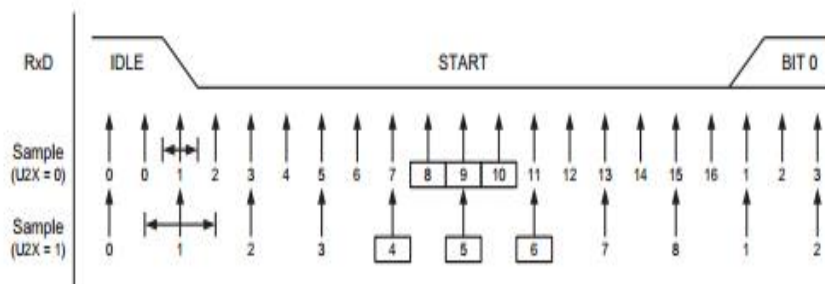 RxD IDLE START BIT 0
Sample
(U2X = 0)
0 0 1 2 3 4 5 6 7 8 9 10 11 12 13 14 15 16 1 2 3
Sample
(U2X = 1)
0 1 2 3 4 5 6 7 8 1 2